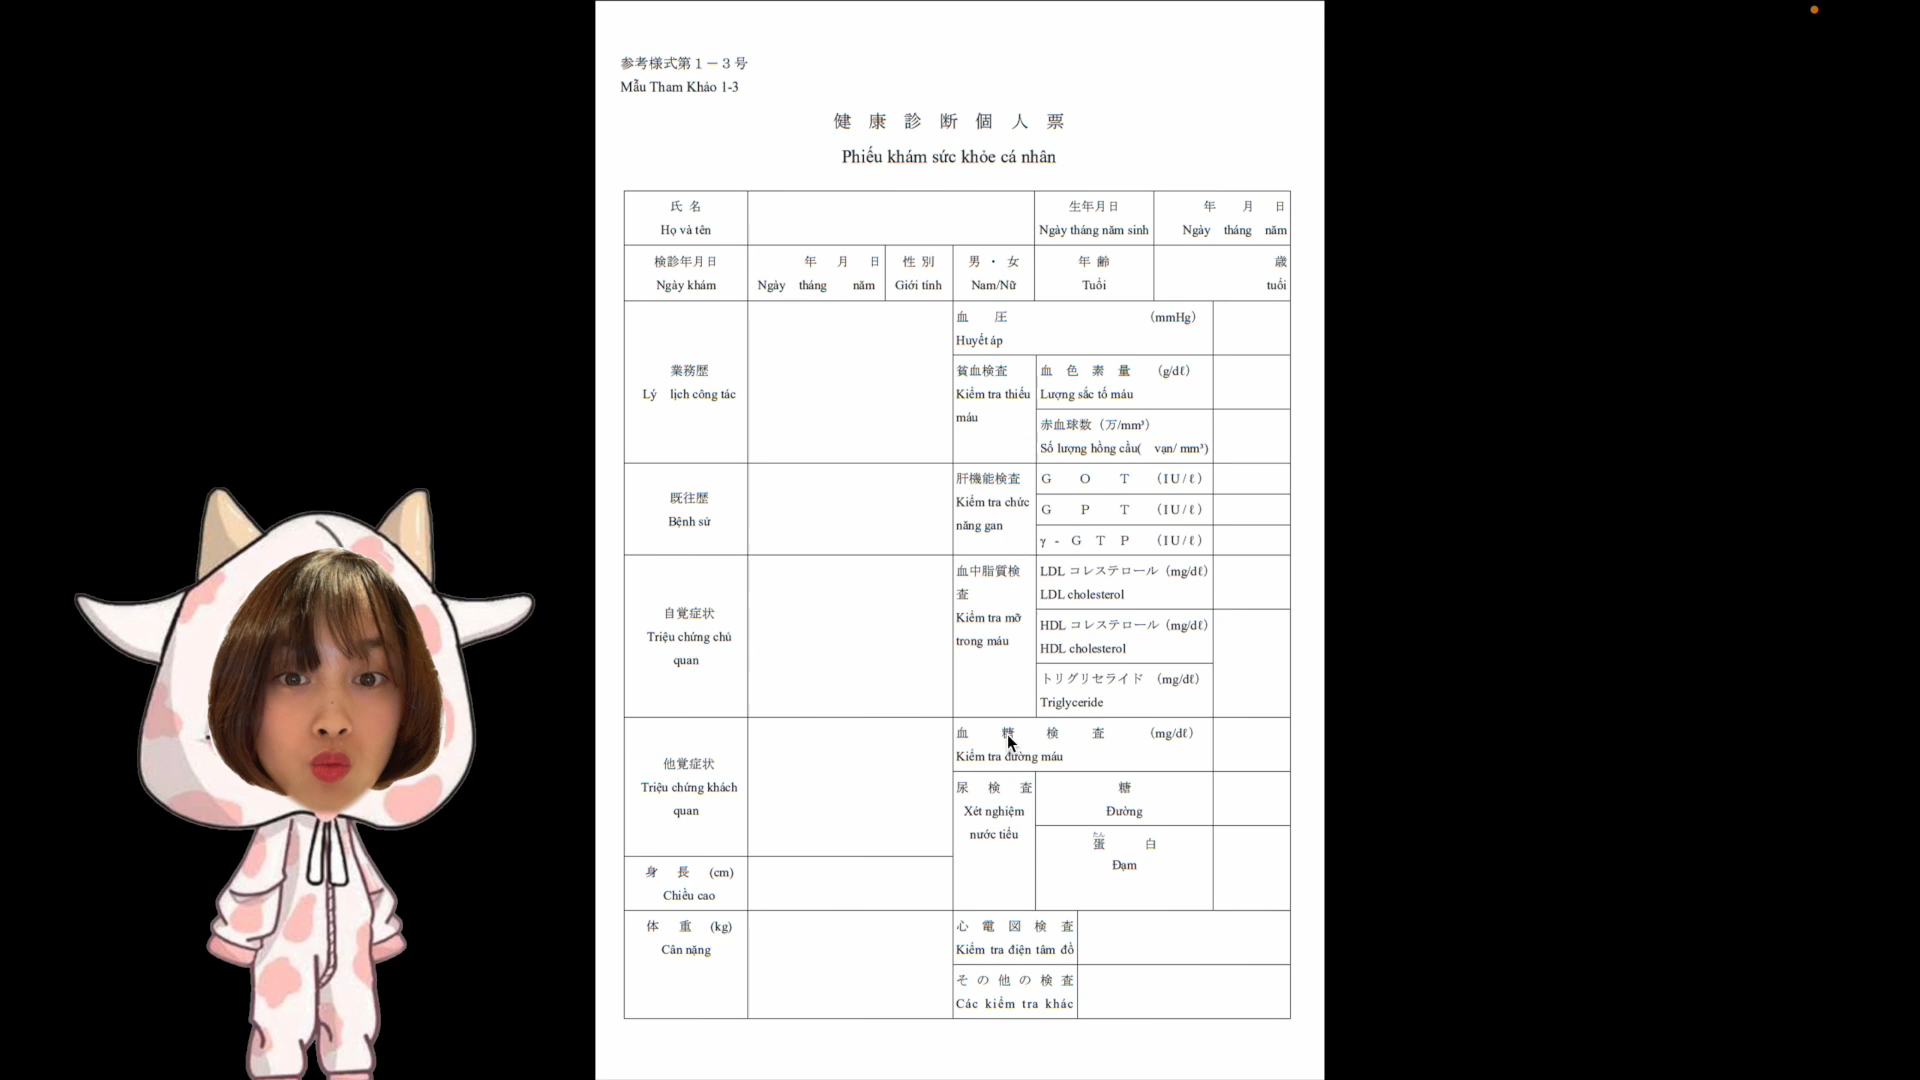 参考様式第1－3号
Mẫu Tham Khảo 1-3
健 康 診 断 個 人 票
Phiếu khám sức khỏe cá nhân
氏 名
Họ và tên
生年月日
Ngày tháng năm sinh
年 月 日
Ngày tháng năm
検診年月日
Ngày khám
年 月 日
Ngày tháng năm
性 別
Giới tính
男 ・ 女
Nam/Nữ
年 齢
Tuổi
歳
tuổi
業務歴
Lý lịch công tác
血 圧 （mmHg）
Huyết áp
貧血検査
Kiểm tra thiếu
máu
血 色 素 量 （g/dℓ）
Lượng sắc tố máu
赤血球数（万/mm³）
Số lượng hồng cầu( vạn/ mm³)
既往歴
Bệnh sử
肝機能検査
Kiểm tra chức
năng gan
G O T （IU/ℓ）
G P T （IU/ℓ）
γ - G T P （IU/ℓ）
自覚症状
Triệu chứng chủ
quan
血中脂質検
査
Kiểm tra mỡ
trong máu
LDL コレステロール（mg/dℓ）
LDL cholesterol
HDL コレステロール（mg/dℓ）
HDL cholesterol
トリグリセライド （mg/dℓ）
Triglyceride
他覚症状
Triệu chứng khách
quan
血 糖 検 査 （mg/dℓ）
Kiểm tra đường máu
尿 検 査
Xét nghiệm
nước tiểu
糖
Đường
たん
蛋 白
Đạm
身 長 (cm)
Chiều cao
体 重 (kg)
Cân nặng
心 電 図 検 査
Kiểm tra điện tâm đồ
そ の 他 の 検 査
Các kiểm tra khác